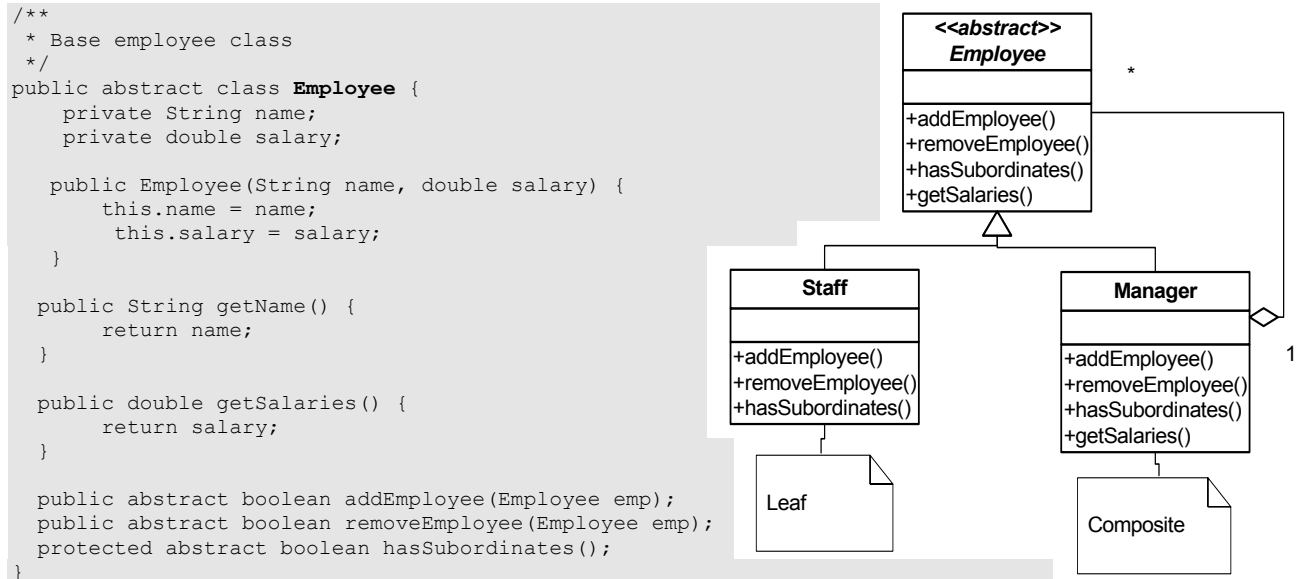 /**
 * Base employee class
 */
public abstract class Employee {
    private String name;
    private double salary;

   public Employee(String name, double salary) {
       this.name = name;
        this.salary = salary;
   }

  public String getName() {
       return name;
  }

  public double getSalaries() {
       return salary;
  }

  public abstract boolean addEmployee(Employee emp);
  public abstract boolean removeEmployee(Employee emp);
  protected abstract boolean hasSubordinates();
}
<<abstract>>
Employee
+addEmployee()
+removeEmployee()
+hasSubordinates()
+getSalaries()
*
Staff
+addEmployee()
+removeEmployee()
+hasSubordinates()
Leaf
Manager
+addEmployee()
+removeEmployee()
+hasSubordinates()
+getSalaries()
1
Composite